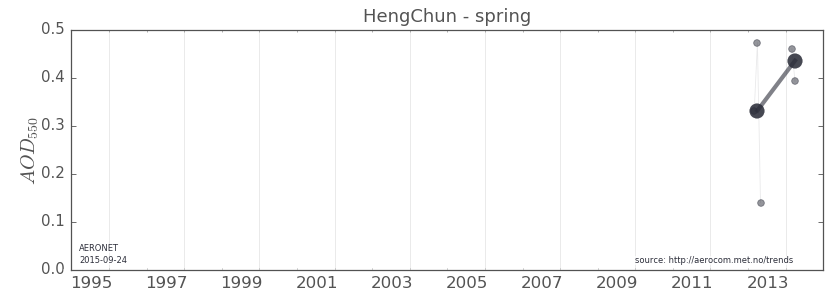 HengChun - spring
0.5
0.4
0.3
0.2
0.1
0.0
AOD550
AERONET
2015-09-24
source: http://aerocom.met.no/trends
1995 1997 1999 2001 2003 2005 2007 2009 2011 2013